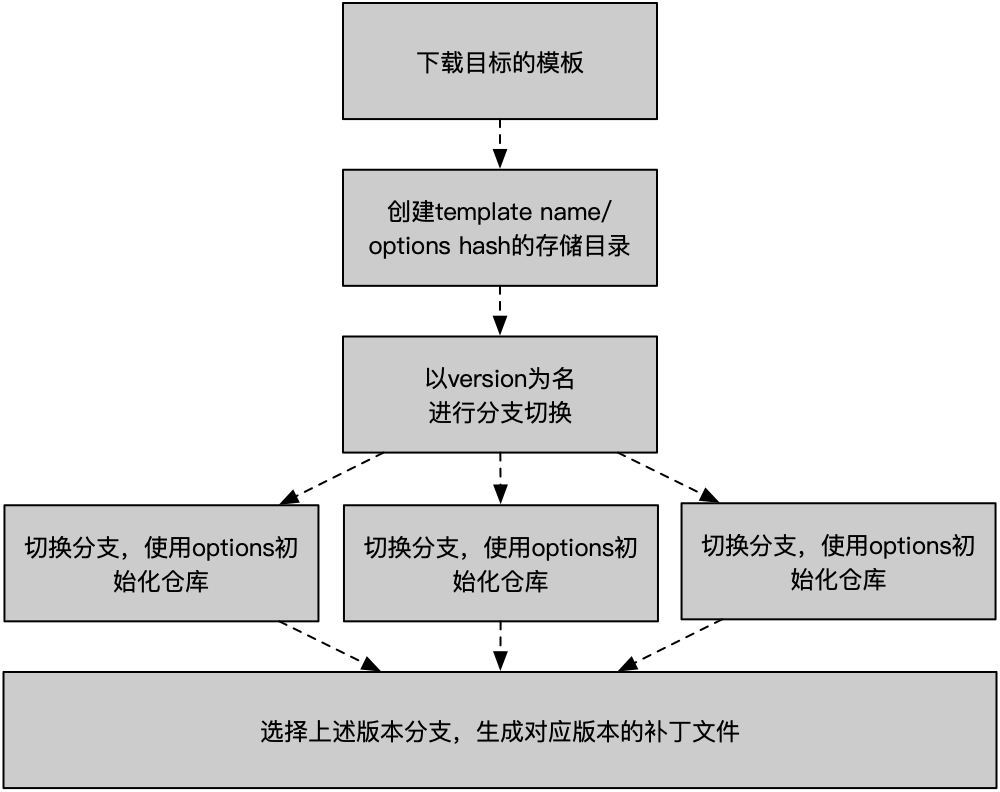 下载目标的模板
创建template name/
options hash的存储目录
以version为名
进行分支切换
切换分支，使用options初
始化仓库
切换分支，使用options初
始化仓库
切换分支，使用options初
始化仓库
选择上述版本分支，生成对应版本的补丁文件